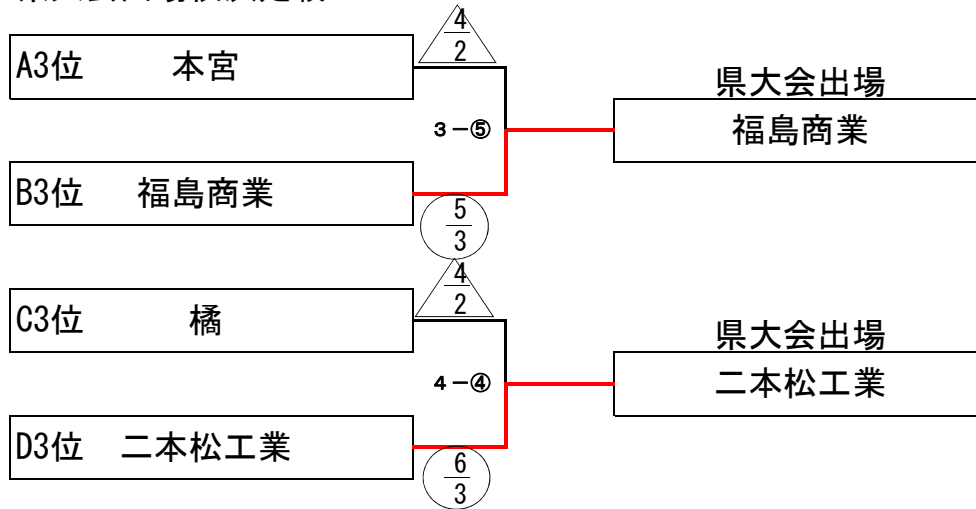 4
A3位 本宮
2
県大会出場
3－⑤
福島商業
B3位 福島商業
5
3
4
C3位 橘
2
県大会出場
4－④
二本松工業
D3位 二本松工業
6
3